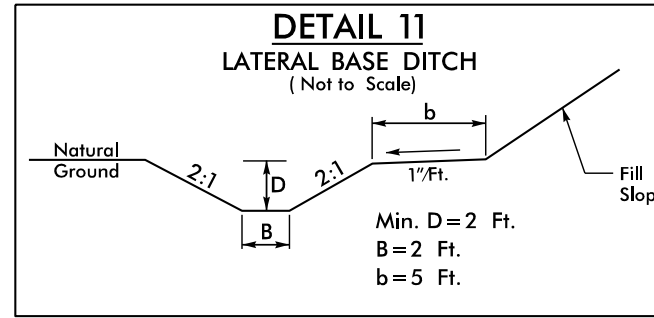 DETAIL 11
LATERAL BASE DITCH
( Not to Scale)
b
Natural
Ground
2:1
D
2:1
1"/Ft.
Fill
Slop
B
Min. D=2 Ft.
B=2 Ft.
b=5 Ft.